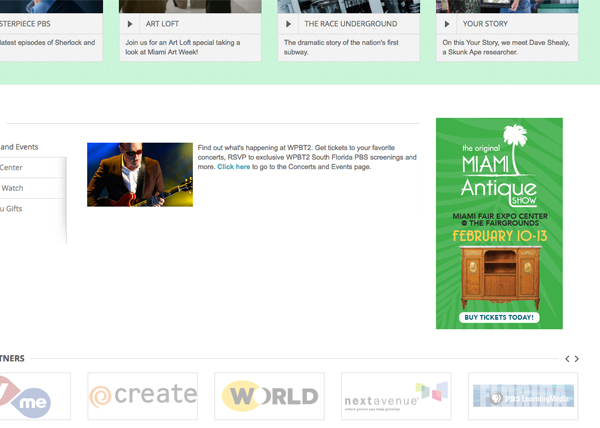 STERPIECE PBS
latest episodes of Sherlock and
ART LOFT
Join us for an Art Loft special taking a
look at Miami Art Week!
THE RACE UNDERGROUND
The dramatic story of the nation's first
subway.
YOUR STORY
On this Your Story, we meet Dave Shealy,
a Skunk Ape researcher.
and Events
Center
Watch
u Gifts
Find out what's happening at WPBT2. Get tickets to your favorite
concerts, RSVP to exclusive WPBT2 South Florida PBS screenings and
more. Click here to go to the Concerts and Events page.
the original
MIAMI
Antique
SHOW
MIAMI FAIR EXPO CENTER
@ THE FAIRGROUNDS
FEBRUARY 10-13
BUY TICKETS TODAY!
TNERS
me
create
WORLD
nextavenue
where grown-ups keep growing
PBS LearningMedia